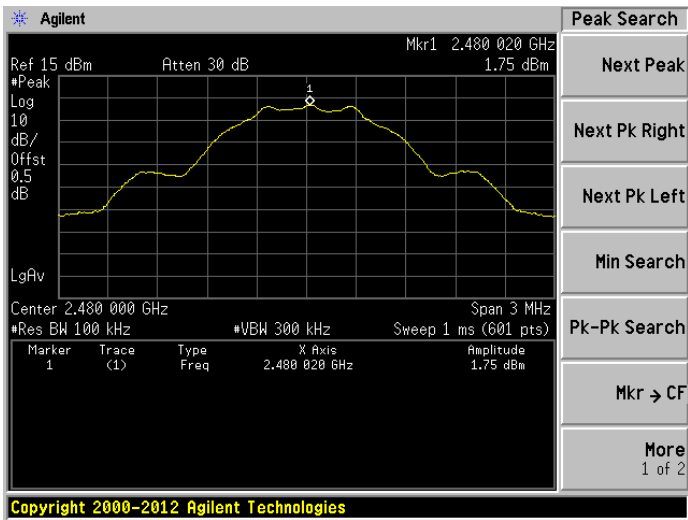 Agilent
Peak Search
Mkr1 2.480 020 GHz
Ref 15 dBm Atten 30 dB 1.75 dBm
#Peak
Log
10
dB/
Offst
0.5
dB
1
LgAv
Center 2.480 000 GHz Span 3 MHz
#Res BW 100 kHz #VBW 300 kHz Sweep 1 ms (601 pts)
Marker Trace Type X Axis Amplitude
1 (1) Freq 2.480 020 GHz 1.75 dBm
Next Peak
Next Pk Right
Next Pk Left
Min Search
Pk-Pk Search
Mkr → CF
More
1 of 2
Copyright 2000-2012 Agilent Technologies